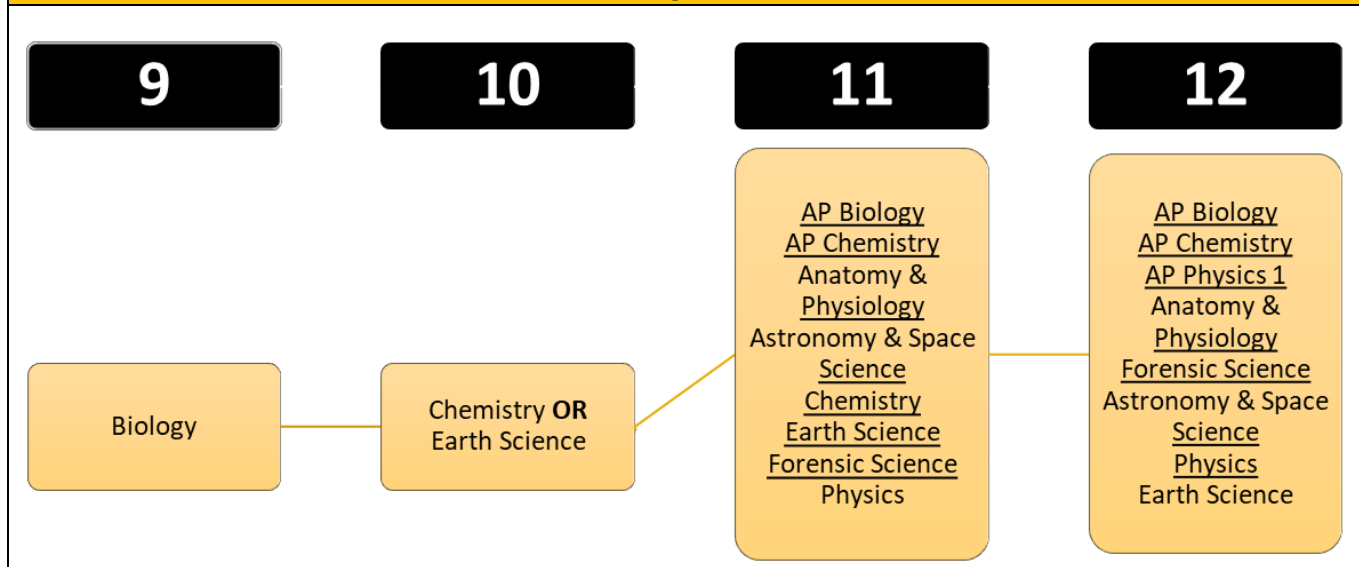 9
10
11
12
Biology
Chemistry OR
Earth Science
AP Biology
AP Chemistry
Anatomy &
Physiology
Astronomy & Space
Science
Chemistry
Earth Science
Forensic Science
Physics
AP Biology
AP Chemistry
AP Physics 1
Anatomy &
Physiology
Forensic Science
Astronomy & Space
Science
Physics
Earth Science